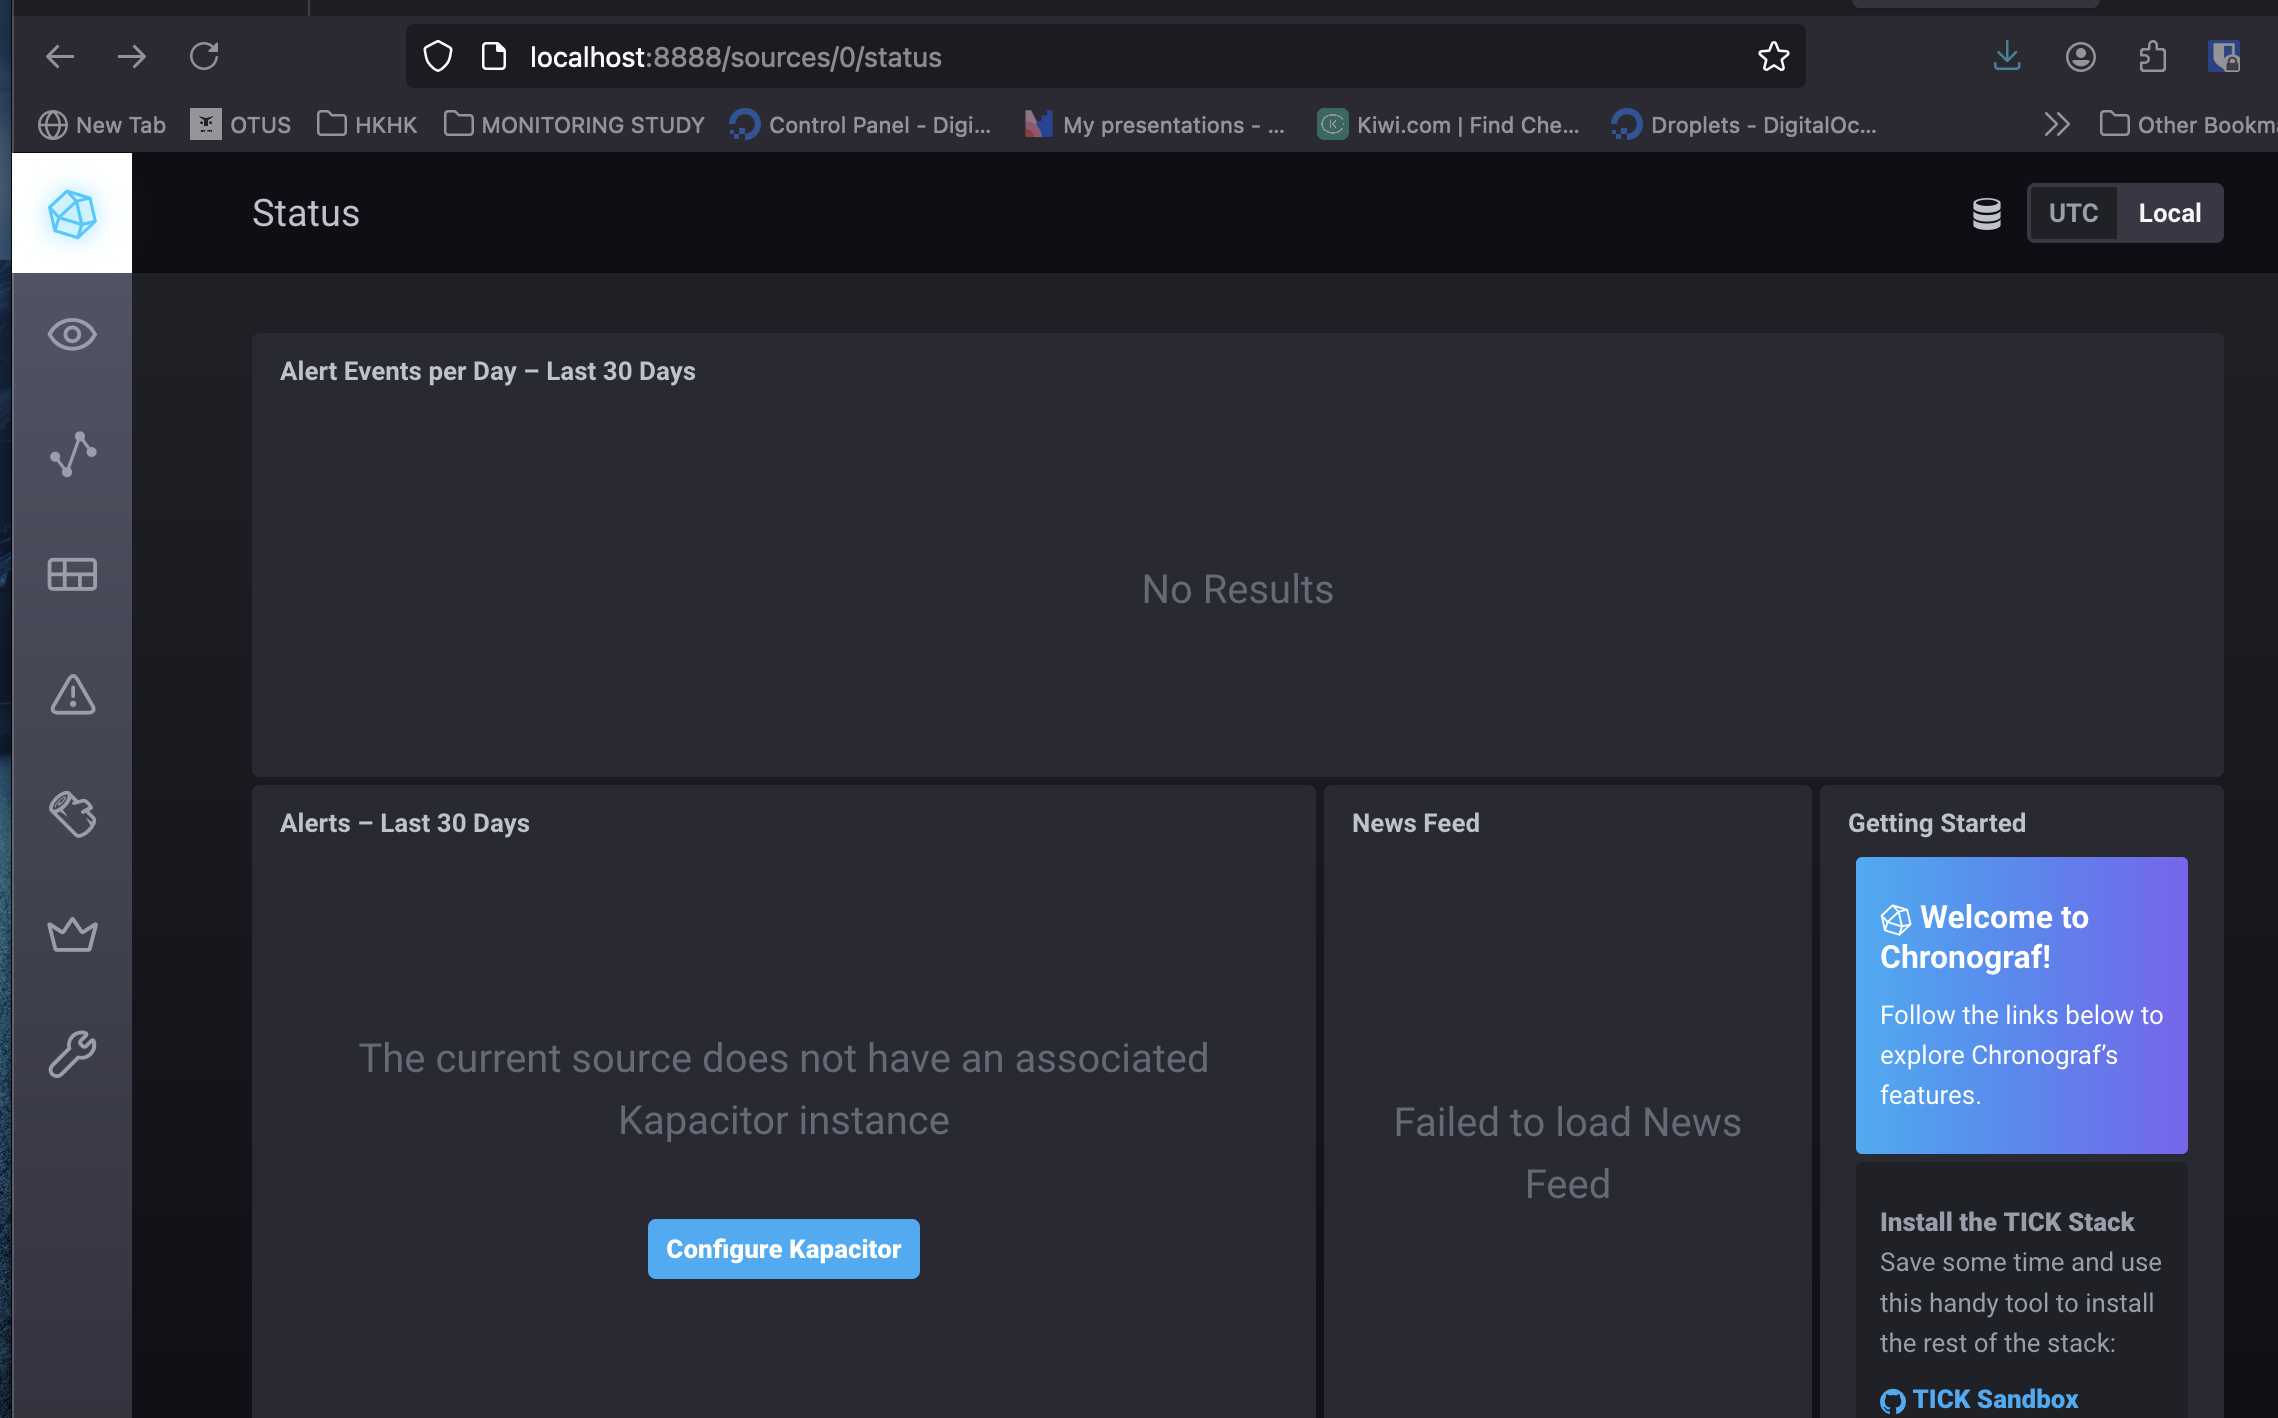 localhost:8888/sources/0/status
New Tab
OTUS
HKHK
MONITORING STUDY
Control Panel - Digi...
My presentations - ...
Kiwi.com | Find Che...
Droplets - DigitalOc...
Other Bookma
Status
UTC
Local
Alert Events per Day – Last 30 Days
No Results
Alerts – Last 30 Days
The current source does not have an associated
Kapacitor instance
Configure Kapacitor
News Feed
Failed to load News
Feed
Getting Started
Welcome to
Chronograf!
Follow the links below to
explore Chronograf’s
features.
Install the TICK Stack
Save some time and use
this handy tool to install
the rest of the stack:
TICK Sandbox